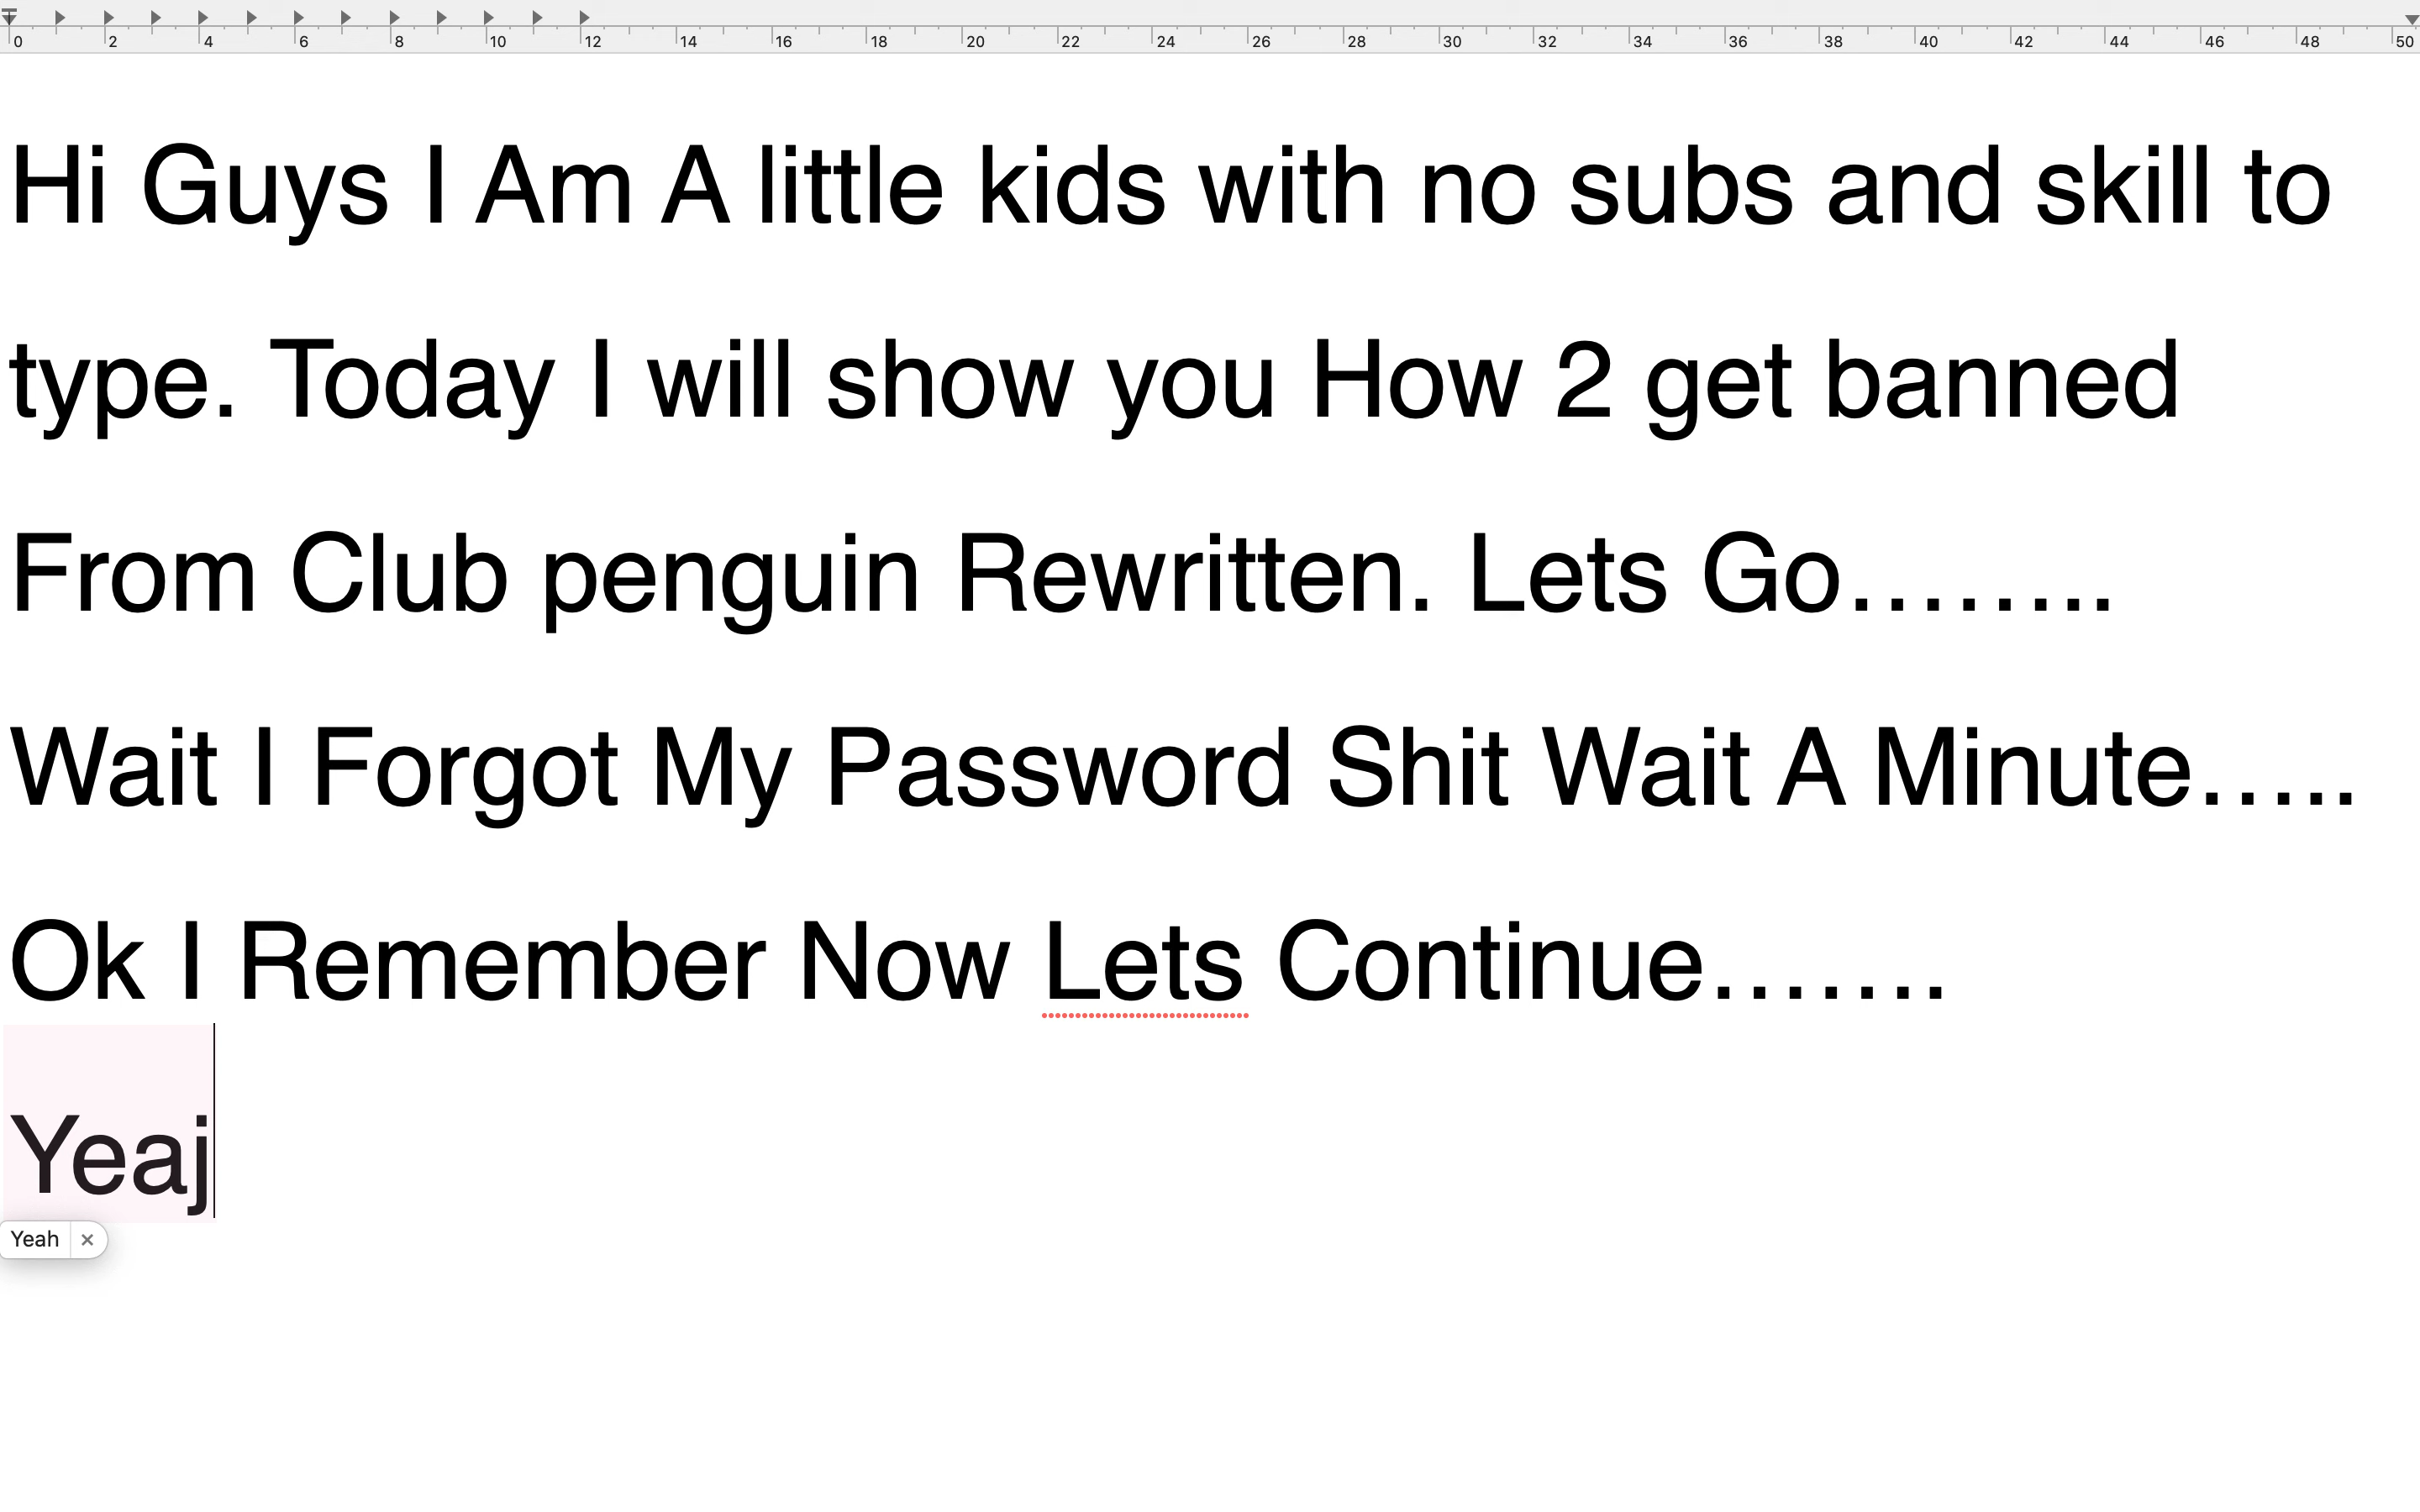 0 2 4 6 8 10 12 14 16 18 20 22 24 26 28 30 32 34 36 38 40 42 44 46 48 50
Hi Guys I Am A little kids with no subs and skill to
type. Today I will show you How 2 get banned
From Club penguin Rewritten. Lets Go……..
Wait I Forgot My Password Shit Wait A Minute…..
Ok I Remember Now Lets Continue…….
Yeaj
Yeah ×